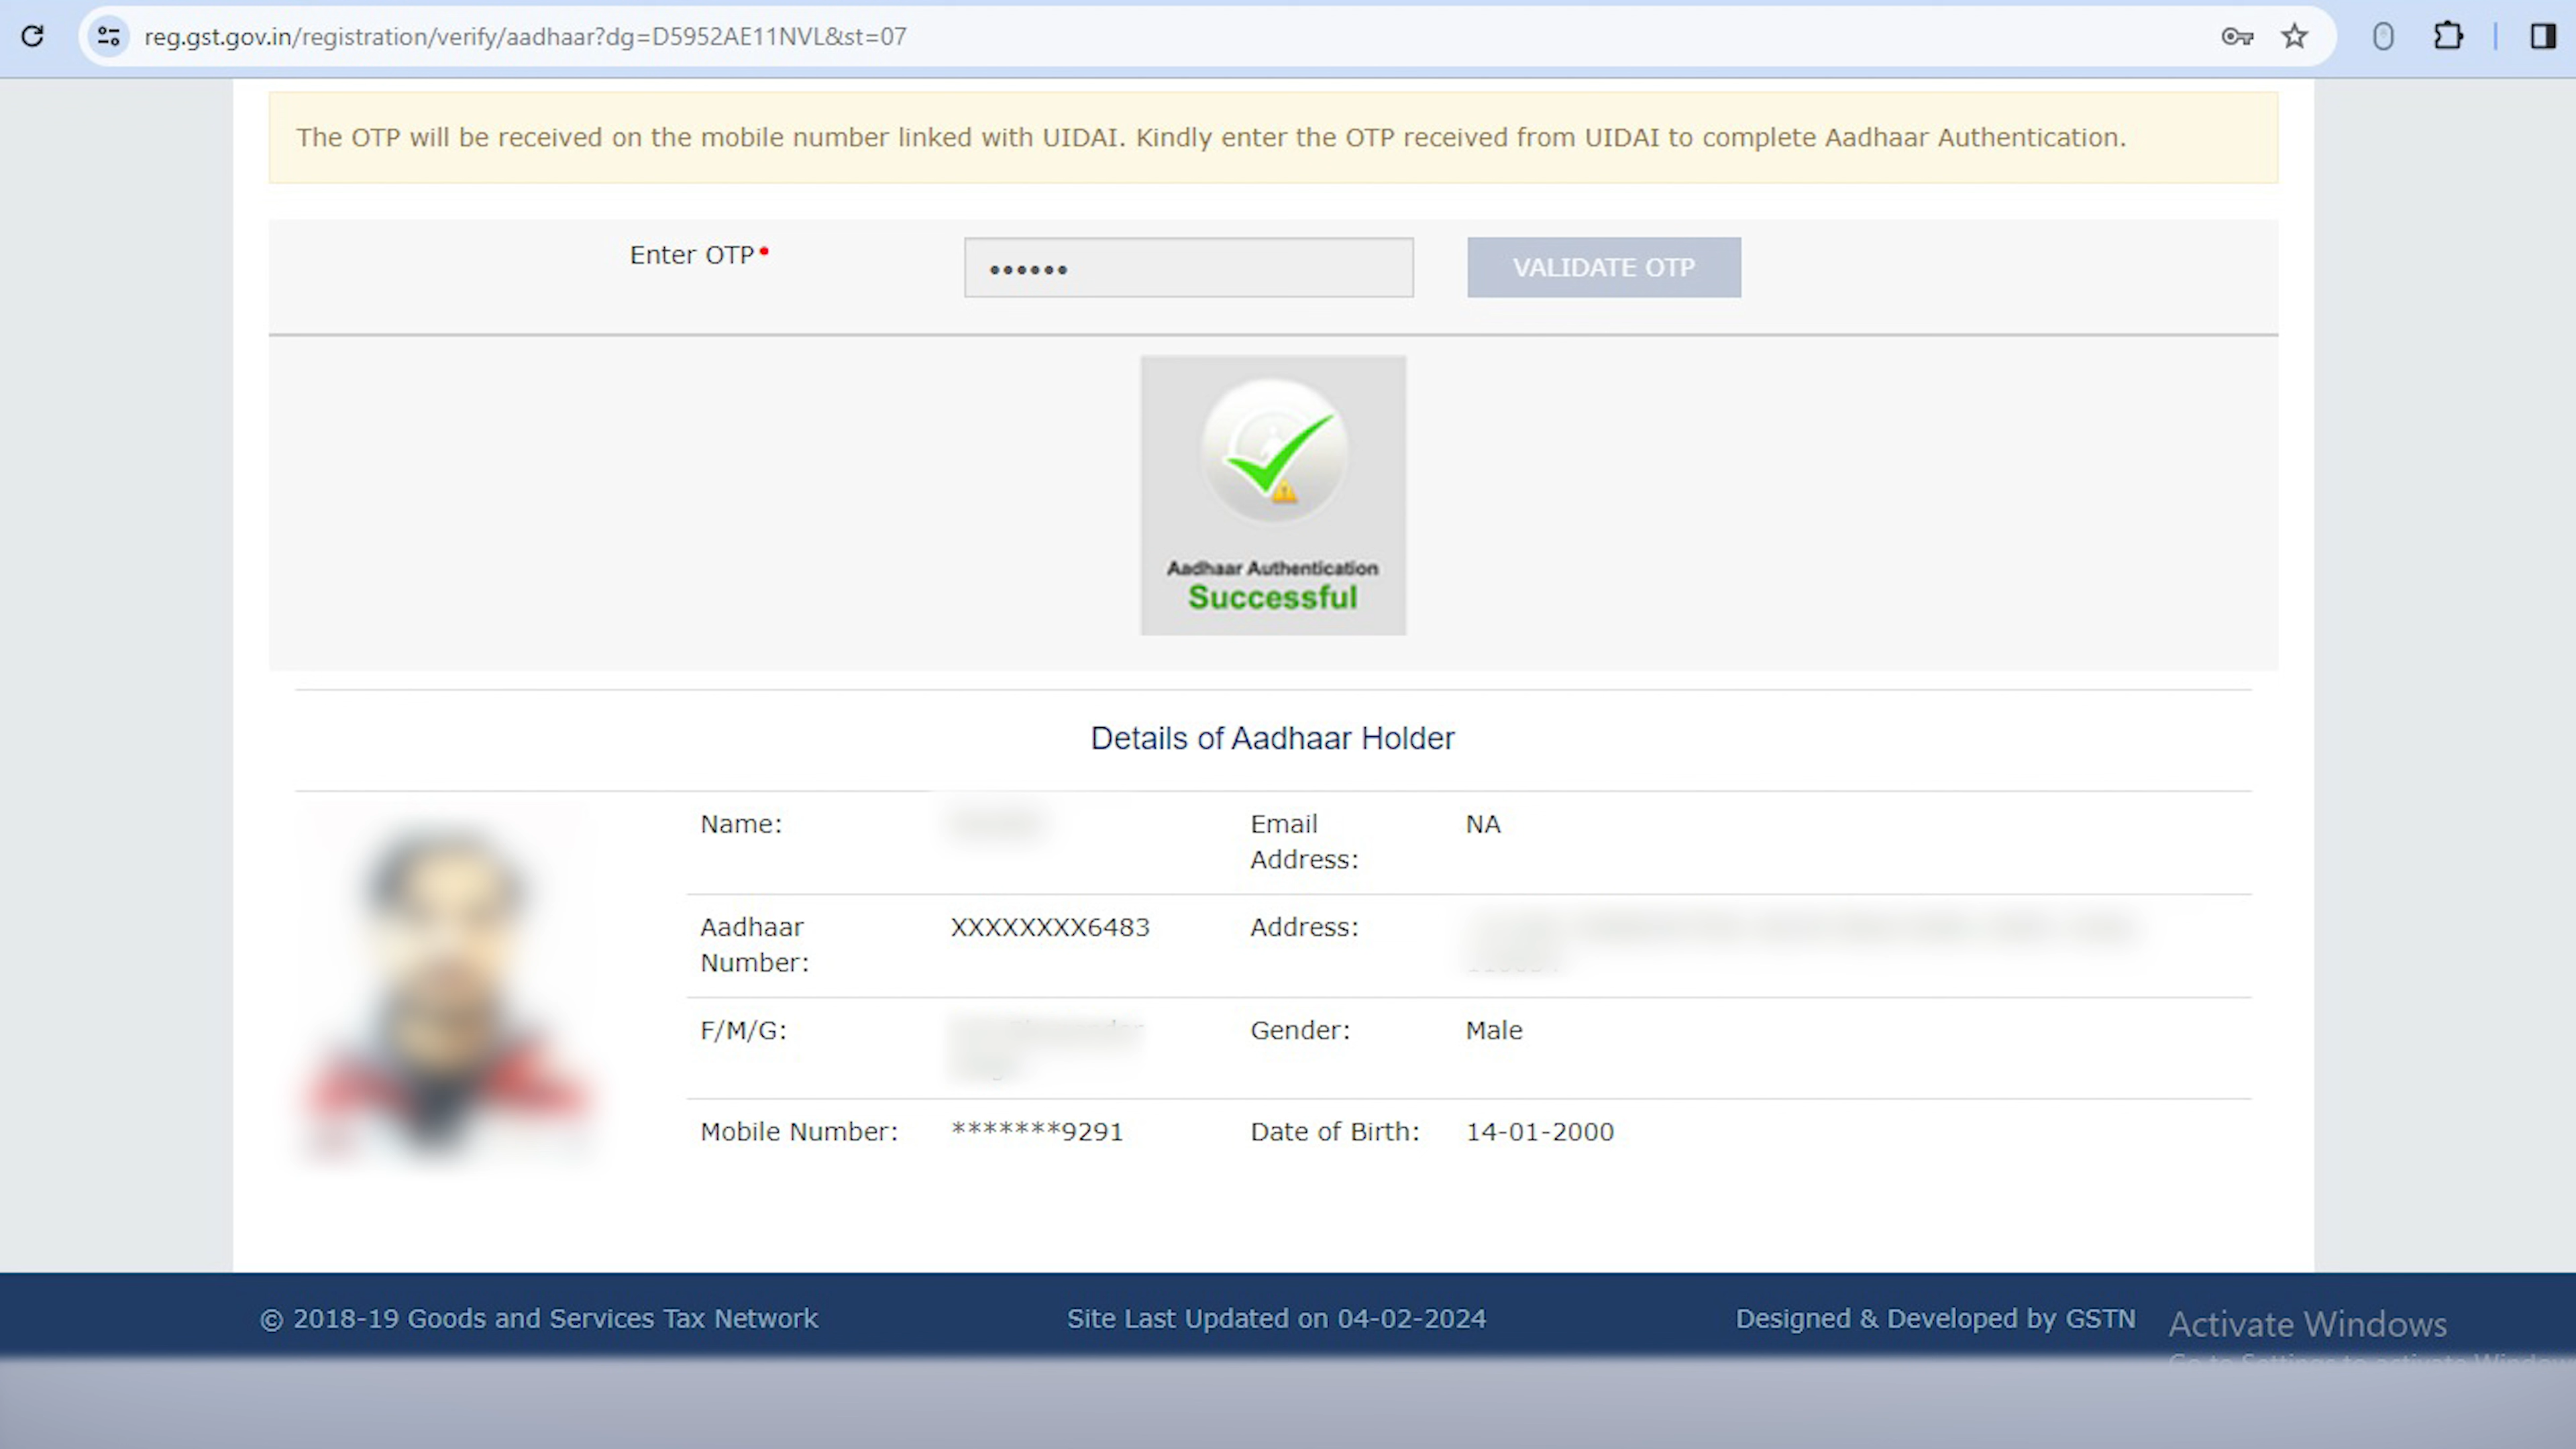 reg.gst.gov.in/registration/verify/aadhaar?dg=D5952AE11NVL&st=07
The OTP will be received on the mobile number linked with UIDAI. Kindly enter the OTP received from UIDAI to complete Aadhaar Authentication.
Enter OTP•
••••••
VALIDATE OTP
Aadhaar Authentication
Successful
Details of Aadhaar Holder
Name:
Email
Address:
NA
Aadhaar
Number:
XXXXXXXX6483
Address:
F/M/G:
Gender:
Male
Mobile Number:
*******9291
Date of Birth:
14-01-2000
© 2018-19 Goods and Services Tax Network
Site Last Updated on 04-02-2024
Designed & Developed by GSTN
Activate Windows